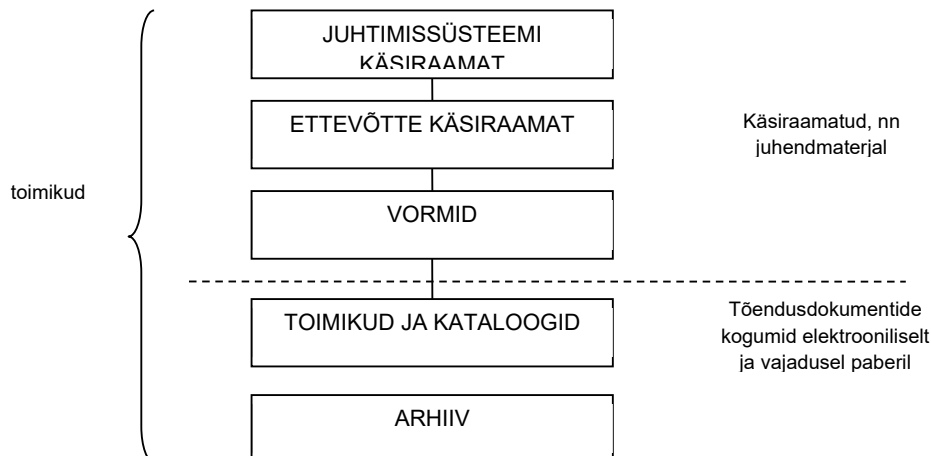 JUHTIMISSÜSTEEMI
KÄSIRAAMAT
ETTEVÕTTE KÄSIRAAMAT
Käsiraamatud, nn
juhendmaterjal
toimikud
VORMID
TOIMIKUD JA KATALOOGID
Tõendusdokumentide
kogumid elektrooniliselt
ja vajadusel paberil
ARHIIV